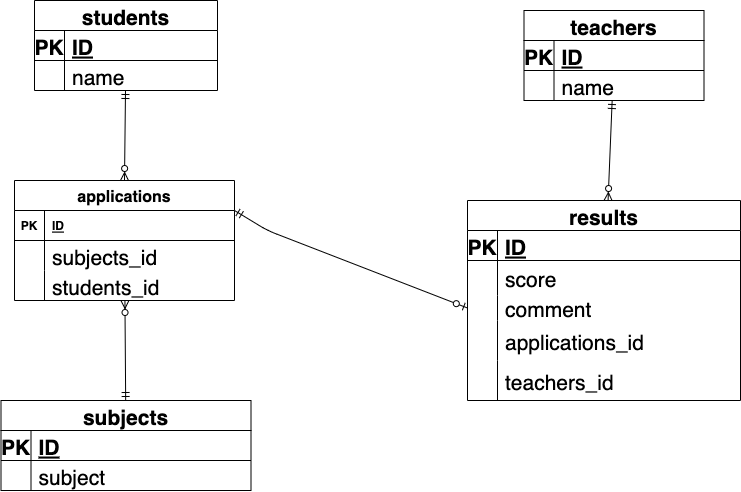 students
PK ID
name
teachers
PK ID
name
applications
PK ID
subjects_id
students_id
results
PK ID
score
comment
applications_id
teachers_id
subjects
PK ID
subject